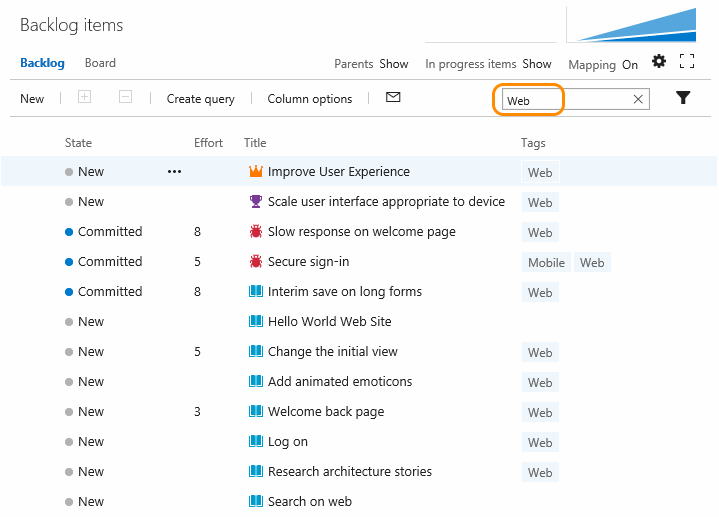 Backlog items
Backlog Board Parents Show In progress items Show Mapping On
New Create query Column options Web
State Effort Title Tags
New Improve User Experience Web
New Scale user interface appropriate to device Web
Committed 8 Slow response on welcome page Web
Committed 5 Secure sign-in Mobile Web
Committed 8 Interim save on long forms Web
New Hello World Web Site
New 5 Change the initial view Web
New Add animated emoticons Web
New 3 Welcome back page Web
New Log on Web
New Research architecture stories Web
New Search on web